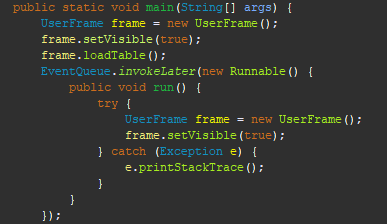 public static void main(String[] args) {
    UserFrame frame = new UserFrame();
    frame.setVisible(true);
    frame.loadTable();
    EventQueue.invokeLater(new Runnable() {
        public void run() {
            try {
                UserFrame frame = new UserFrame();
                frame.setVisible(true);
            } catch (Exception e) {
                e.printStackTrace();
            }
        }
    });